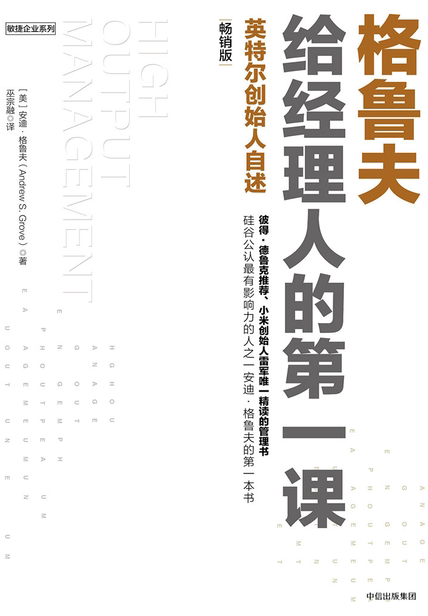 格鲁夫
给经理人的第一课
彼得·德鲁克推荐、小米创始人雷军唯一精读的管理书
硅谷公认最有影响力的人之一安迪·格鲁夫的第一本书
英特尔创始人自述
畅销版
HIGH
OUTPUT
MANAGEMENT
敏捷企业系列
［美］安迪·格鲁夫（Andrew S. Grove）◎著
巫宗融◎译
中信出版集团